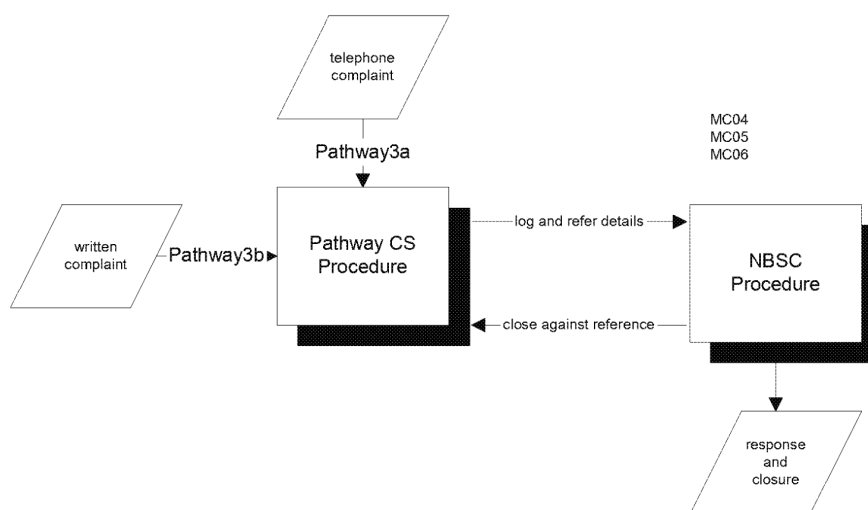 telephone
complaint
MC04
MC05
MC06
Pathway3a
written
complaint
Pathway3b
Pathway CS
Procedure
log and refer details
close against reference
NBSC
Procedure
response
and
closure